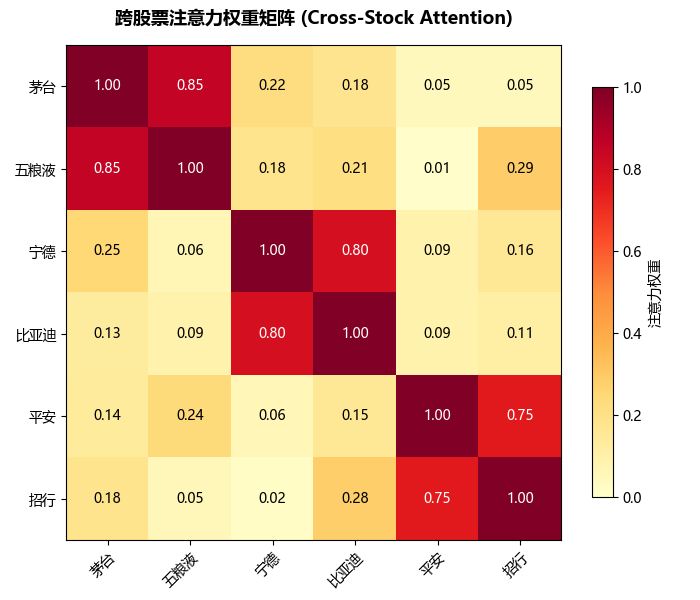 跨股票注意力权重矩阵 (Cross-Stock Attention)
茅台 1.00 0.85 0.22 0.18 0.05 0.05
五粮液 0.85 1.00 0.18 0.21 0.01 0.29
宁德 0.25 0.06 1.00 0.80 0.09 0.16
比亚迪 0.13 0.09 0.80 1.00 0.09 0.11
平安 0.14 0.24 0.06 0.15 1.00 0.75
招行 0.18 0.05 0.02 0.28 0.75 1.00
茅台 五粮液 宁德 比亚迪 平安 招行
1.0
0.8
0.6
0.4
0.2
0.0
注意力权重